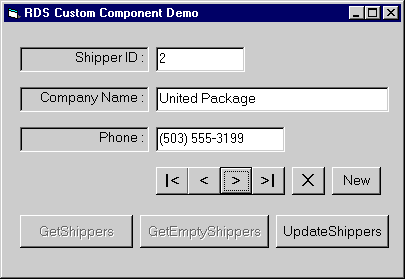 RDS Custom Component Demo
Shipper ID : 2
Company Name : United Package
Phone : (503) 555-3199
|< < > >| X New
GetShippers GetEmptyShippers UpdateShippers